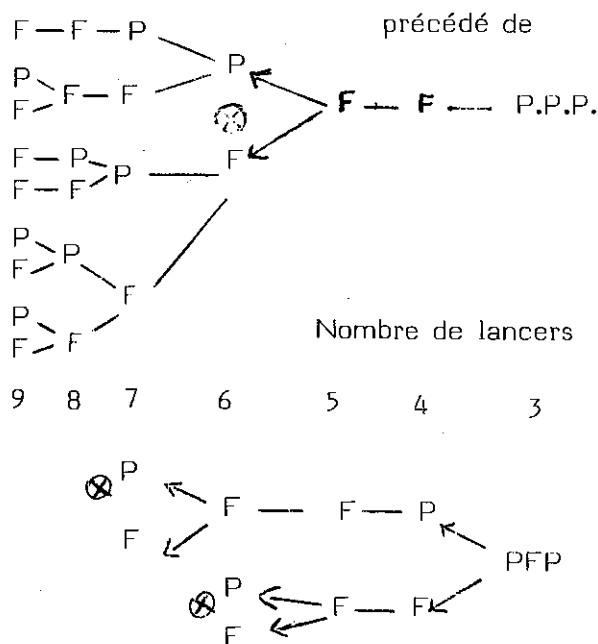 F — F — P
précédé de
P
P
F F — F
F — F --- P.P.P.
F
F — P
F — F P
P
F P
F
P
F F
Nombre de lancers
9 8 7 6 5 4 3
P
F — F — P
F
PFP
P
F — F
F